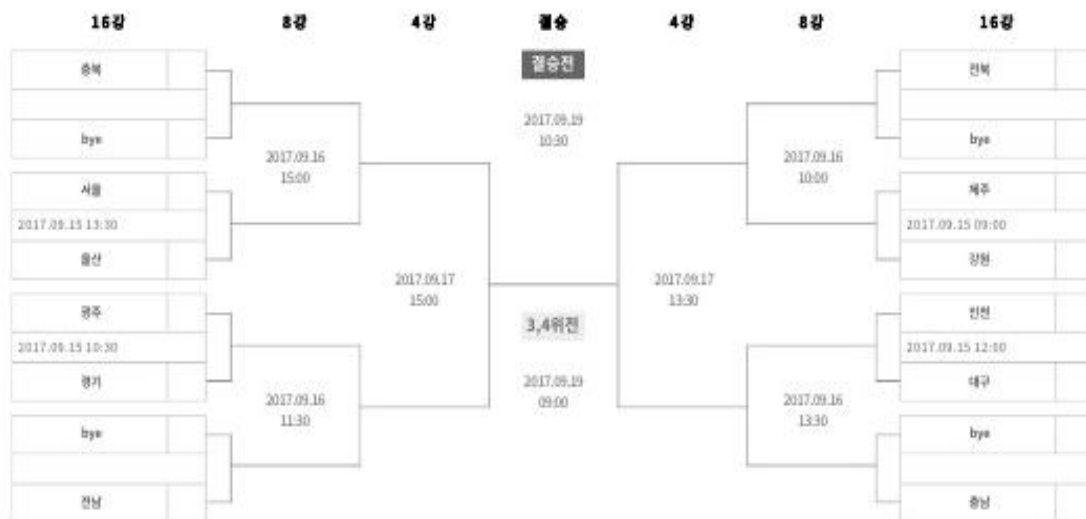 16강 8강 4강 결승 4강 8강 16강
충북
bye
서울
2017.09.15 13:30
울산
광주
2017.09.15 10:30
경기
bye
전남
2017.09.16
15:00
2017.09.16
11:30
2017.09.17
15:00
결승전
2017.09.19
10:30
3,4위전
2017.09.19
09:00
2017.09.17
13:30
2017.09.16
10:00
2017.09.16
13:30
전북
bye
제주
2017.09.15 09:00
강원
인천
2017.09.15 12:00
대구
bye
충남